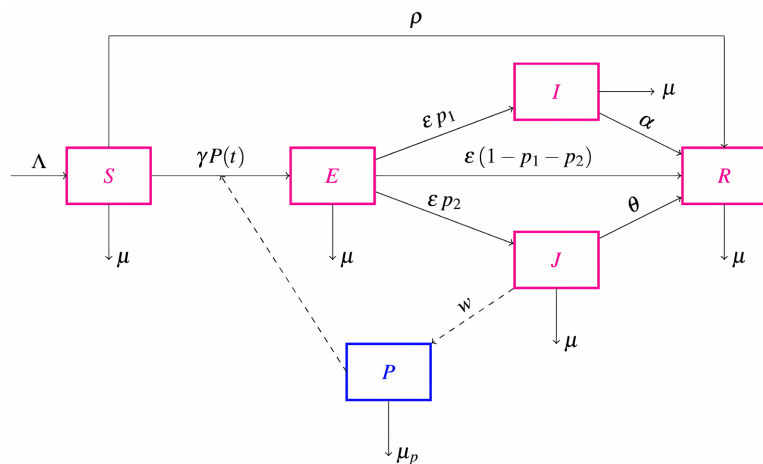 ρ
I
μ
ε p₁
α
Λ
γP(t)
ε (1 − p₁ − p₂)
S
E
R
ε p₂
θ
μ
μ
J
μ
w
μ
P
μₚ